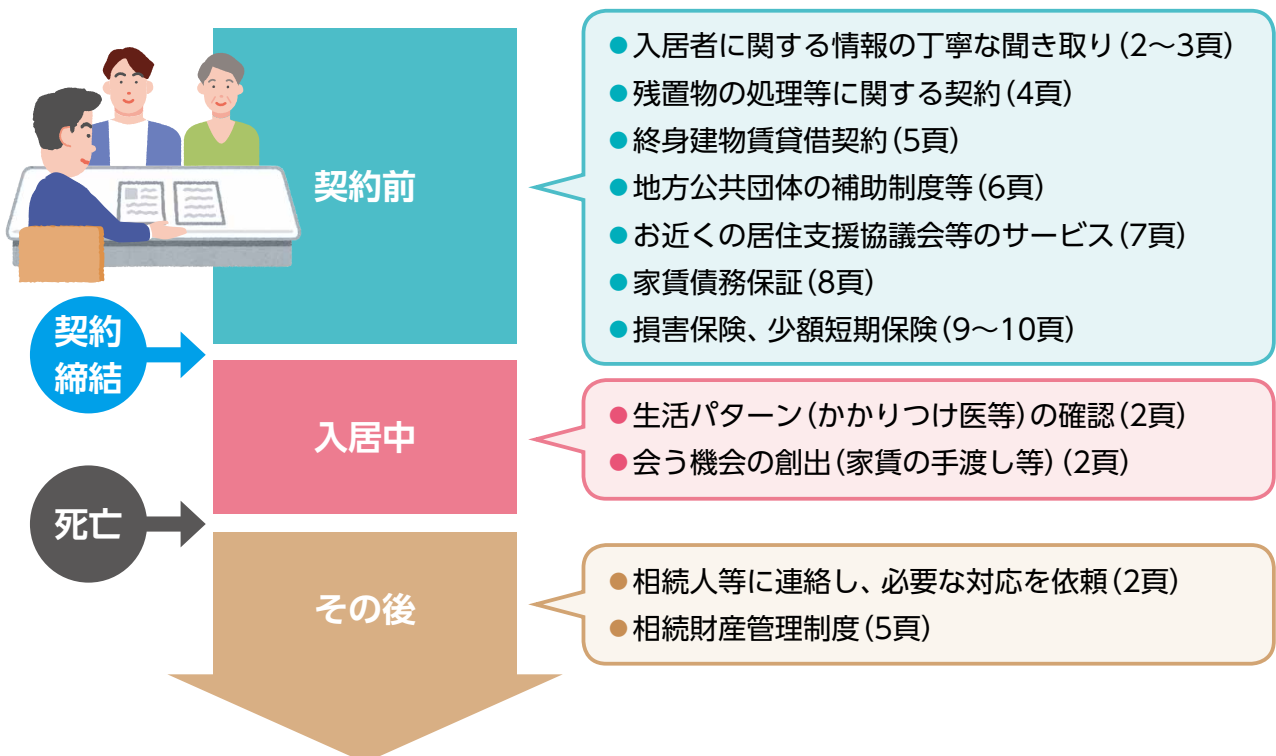 契約前
●入居者に関する情報の丁寧な聞き取り(2〜3頁)
●残置物の処理等に関する契約(4頁)
●終身建物賃貸借契約(5頁)
●地方公共団体の補助制度等(6頁)
●お近くの居住支援協議会等のサービス(7頁)
●家賃債務保証(8頁)
●損害保険、少額短期保険(9〜10頁)
契約
締結
入居中
●生活パターン(かかりつけ医等)の確認(2頁)
●会う機会の創出(家賃の手渡し等)(2頁)
死亡
その後
●相続人等に連絡し、必要な対応を依頼(2頁)
●相続財産管理制度(5頁)